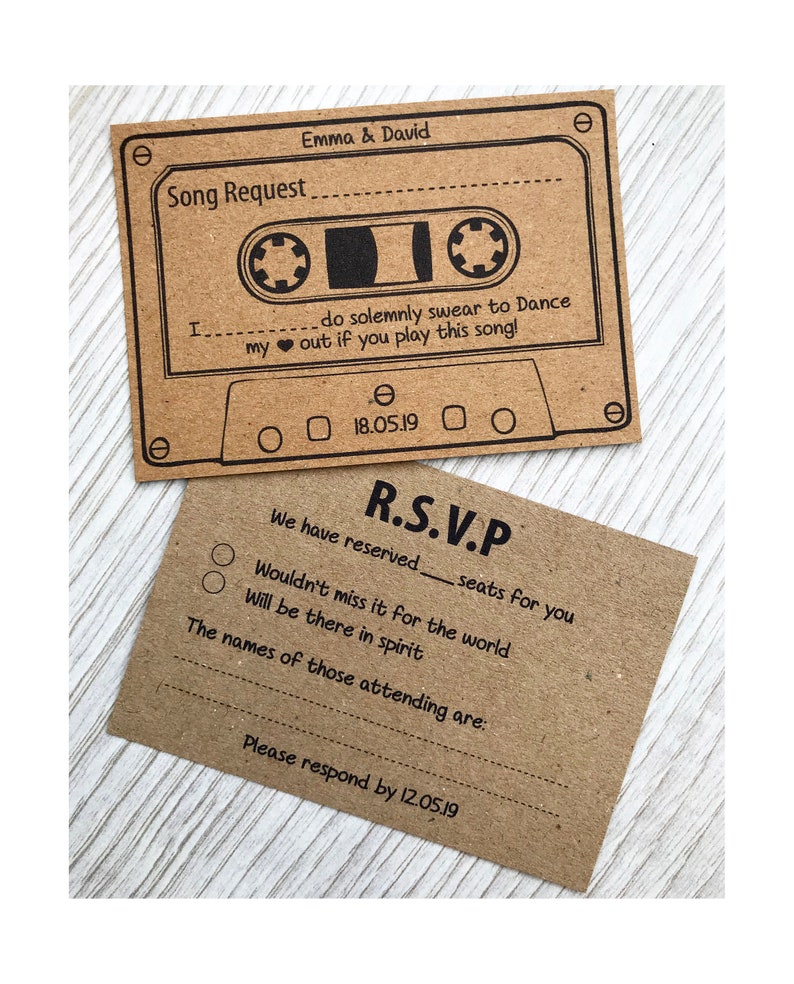 Emma & David
Song Request
I ____________ do solemnly swear to Dance
my ♥ out if you play this song!
18.05.19
R.S.V.P
We have reserved ____ seats for you
Wouldn't miss it for the world
Will be there in spirit
The names of those attending are:
Please respond by 12.05.19